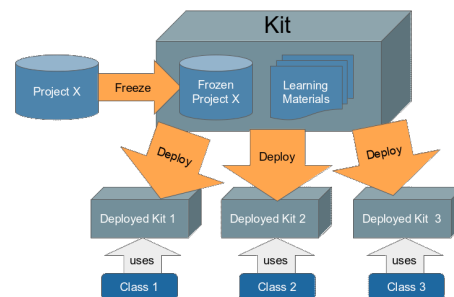 Kit
Project X
Freeze
Frozen
Project X
Learning
Materials
Deploy
Deploy
Deploy
Deployed Kit 1
Deployed Kit 2
Deployed Kit 3
uses
uses
uses
Class 1
Class 2
Class 3